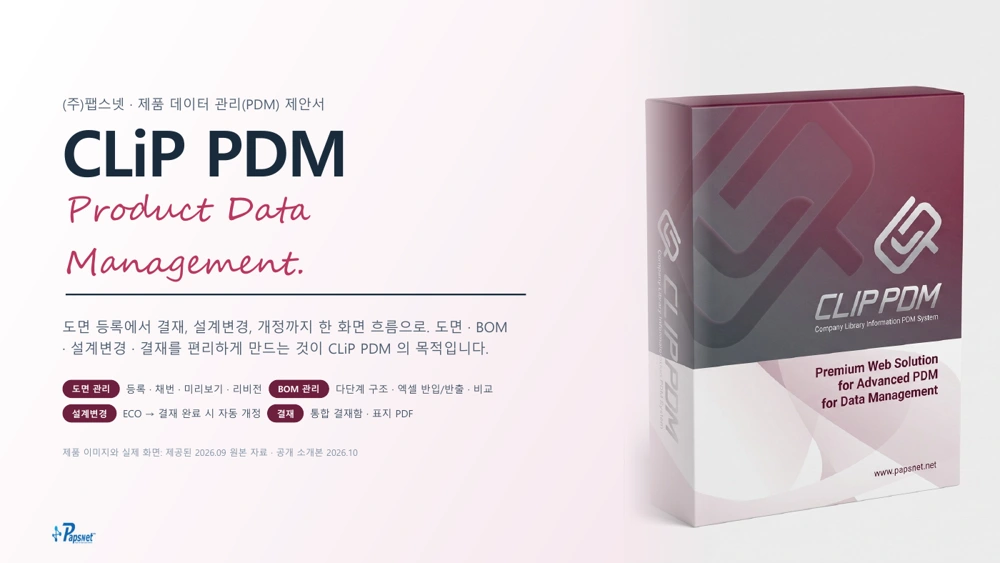 (주)팹스넷 · 제품 데이터 관리(PDM) 제안서
CLiP PDM
Product Data
Management.
도면 등록에서 결재, 설계변경, 개정까지 한 화면 흐름으로. 도면 · BOM
· 설계변경 · 결재를 편리하게 만드는 것이 CLiP PDM 의 목적입니다.
도면 관리 등록 · 채번 · 미리보기 · 리비전 BOM 관리 다단계 구조 · 엑셀 반입/반출 · 비교
설계변경 ECO → 결재 완료 시 자동 개정 결재 통합 결재함 · 표지 PDF
제품 이미지와 실제 화면: 제공된 2026.09 원본 자료 · 공개 소개본 2026.10
Papsnet
CLIP PDM
CLIP PDM
Company Library Information PDM System
Premium Web Solution
for Advanced PDM
for Data Management
www.papsnet.net